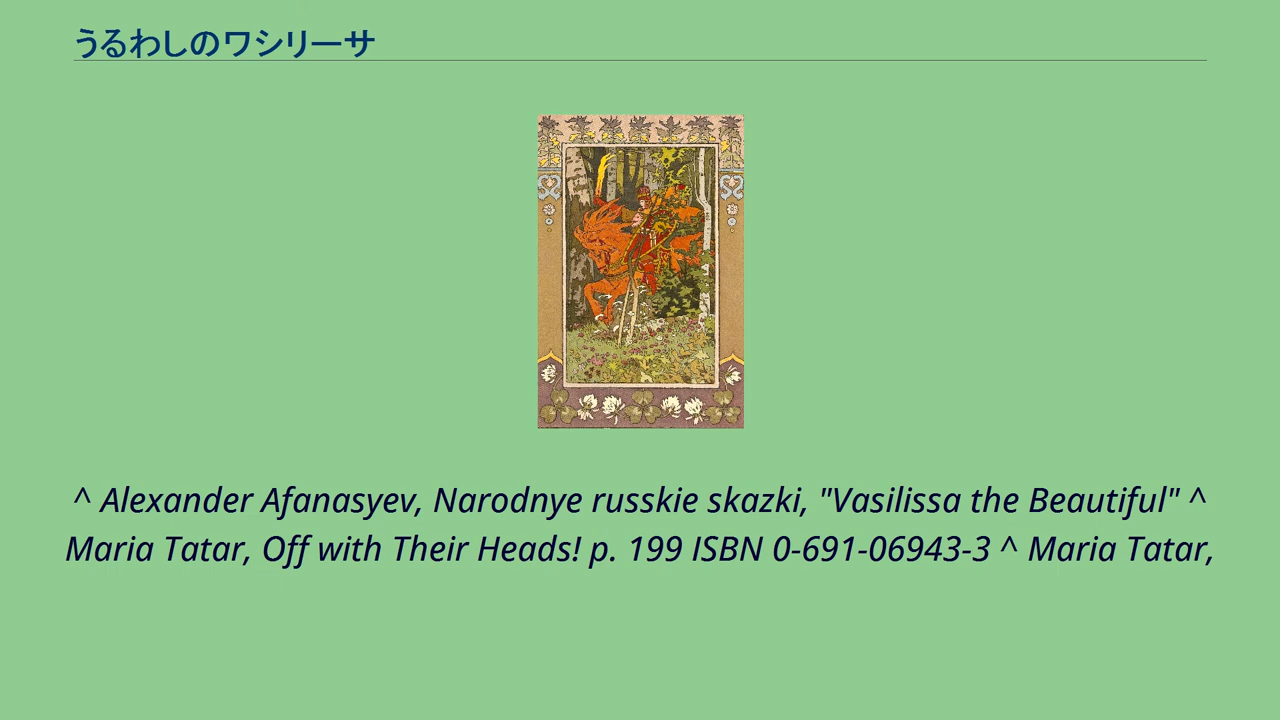 うるわしのワシリーサ
^ Alexander Afanasyev, Narodnye russkie skazki, "Vasilissa the Beautiful" ^
Maria Tatar, Off with Their Heads! p. 199 ISBN 0-691-06943-3 ^ Maria Tatar,